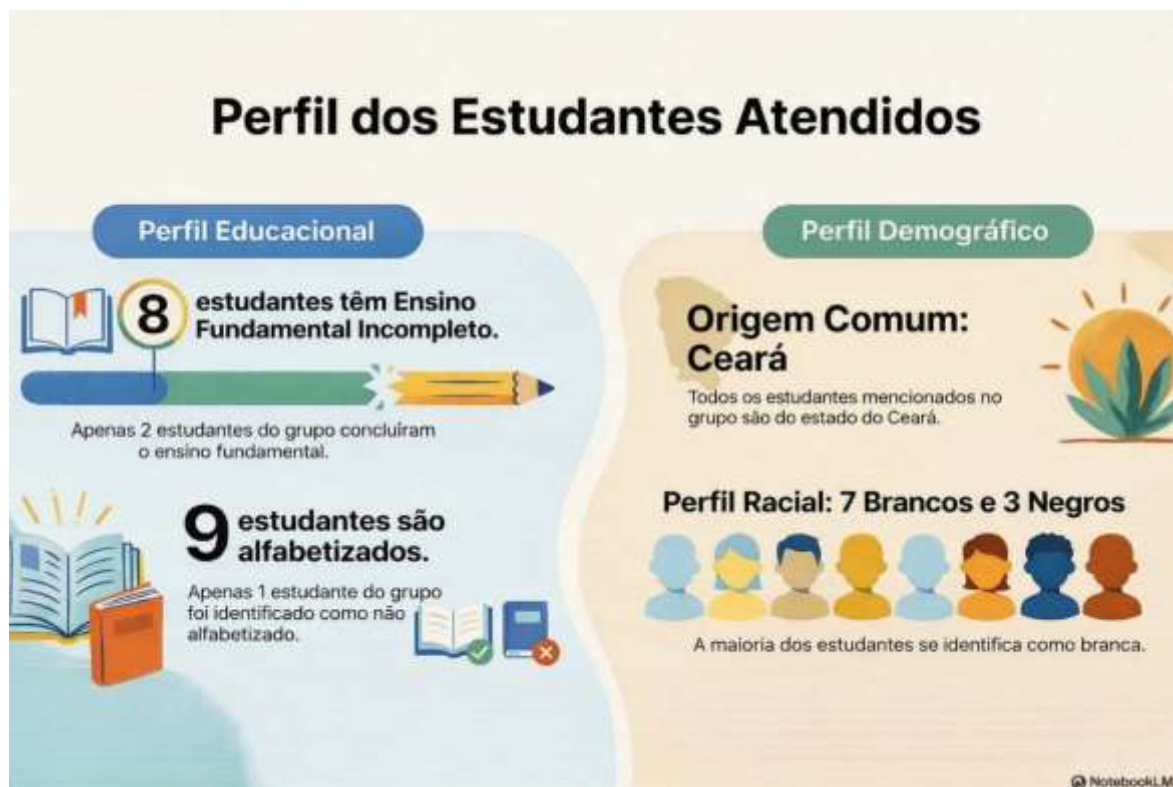 Perfil dos Estudantes Atendidos
Perfil Educacional
8
estudantes têm Ensino
Fundamental Incompleto.
Apenas 2 estudantes do grupo concluíram
o ensino fundamental.
9 estudantes são
alfabetizados.
Apenas 1 estudante do grupo
foi identificado como não
alfabetizado.
Perfil Demográfico
Origem Comum:
Ceará
Todos os estudantes mencionados no
grupo são do estado do Ceará.
Perfil Racial: 7 Brancos e 3 Negros
A maioria dos estudantes se identifica como branca.
NotebookLM